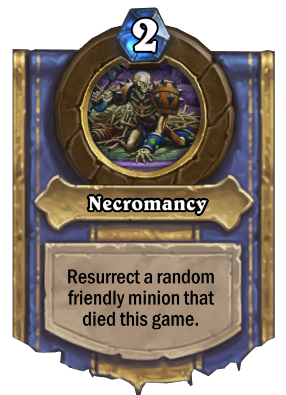 2
Necromancy
Resurrect a random
friendly minion that
died this game.